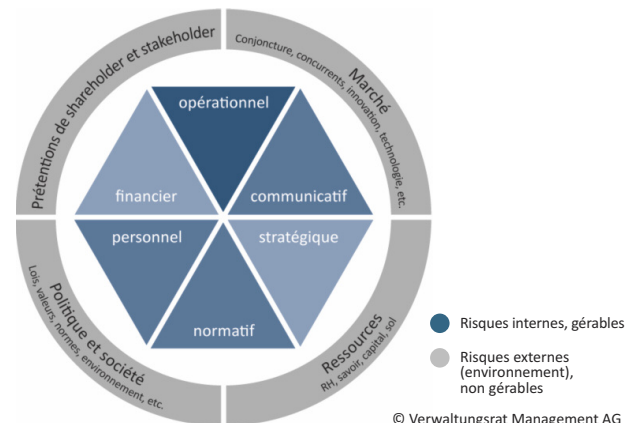 Prétentions de shareholder et stakeholder
Marché
Conjoncture, concurrents, innovation, technologie, etc.
opérationnel
financier
communicatif
personnel
stratégique
normatif
Politique et société
Lois, valeurs, normes, environnement, etc.
Ressources
RH, savoir, capital, sol
Risques internes, gérables
Risques externes
(environnement),
non gérables
© Verwaltungsrat Management AG